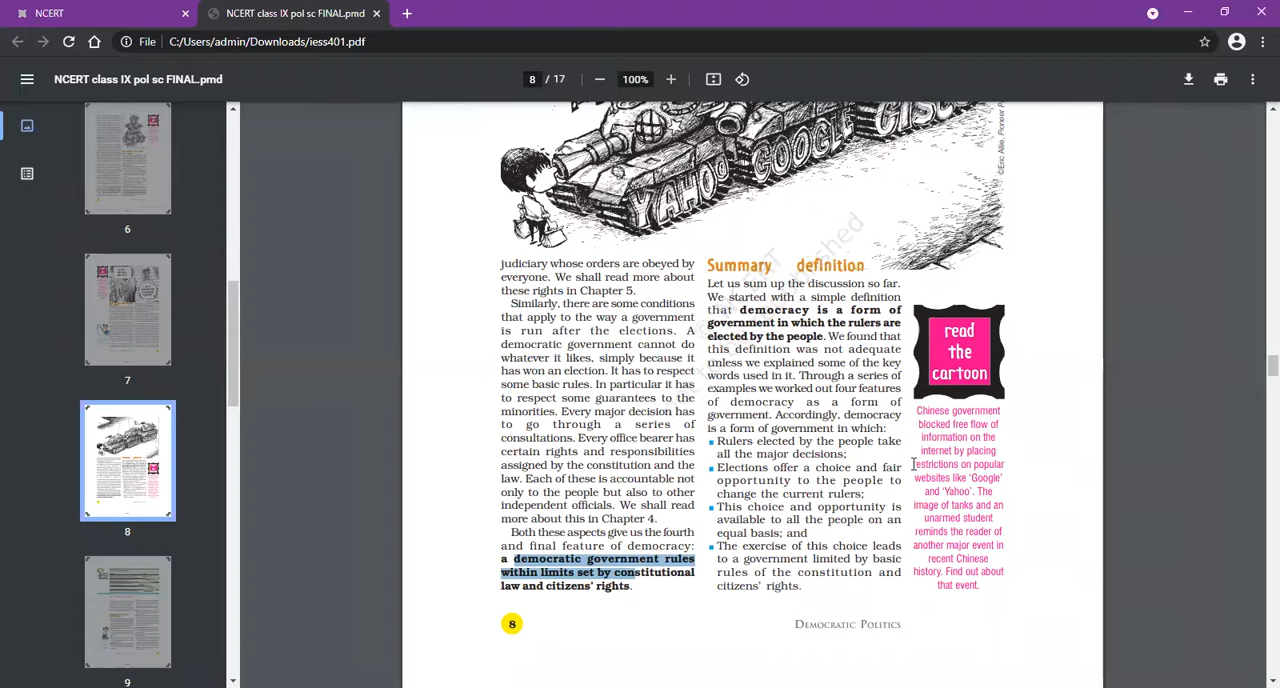 NCERT
NCERT class IX pol sc FINAL.pmd
File
C:/Users/admin/Downloads/iess401.pdf
NCERT class IX pol sc FINAL.pmd
8 / 17
100%
6
7
8
9
YAHOO
GOOGLE
CISCO
©Eric Allie, Pioneer
judiciary whose orders are obeyed by
everyone. We shall read more about
these rights in Chapter 5.
Similarly, there are some conditions
that apply to the way a government
is run after the elections. A
democratic government cannot do
whatever it likes, simply because it
has won an election. It has to respect
some basic rules. In particular it has
to respect some guarantees to the
minorities. Every major decision has
to go through a series of
consultations. Every office bearer has
certain rights and responsibilities
assigned by the constitution and the
law. Each of these is accountable not
only to the people but also to other
independent officials. We shall read
more about this in Chapter 4.
Both these aspects give us the fourth
and final feature of democracy:
a democratic government rules
within limits set by constitutional
law and citizens' rights.
Summary definition
Let us sum up the discussion so far.
We started with a simple definition
that democracy is a form of
government in which the rulers are
elected by the people. We found that
this definition was not adequate
unless we explained some of the key
words used in it. Through a series of
examples we worked out four features
of democracy as a form of
government. Accordingly, democracy
is a form of government in which:
Rulers elected by the people take
all the major decisions;
Elections offer a choice and fair
opportunity to the people to
change the current rulers;
This choice and opportunity is
available to all the people on an
equal basis; and
The exercise of this choice leads
to a government limited by basic
rules of the constitution and
citizens' rights.
read
the
cartoon
Chinese government
blocked free flow of
information on the
internet by placing
restrictions on popular
websites like 'Google'
and 'Yahoo'. The
image of tanks and an
unarmed student
reminds the reader of
another major event in
recent Chinese
history. Find out about
that event.
8
Democratic Politics